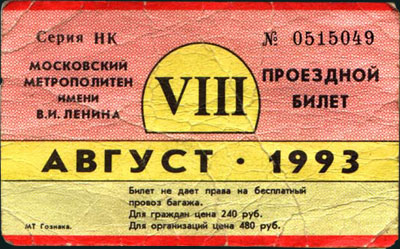 Серия НК
№ 0515049
МОСКОВСКИЙ
МЕТРОПОЛИТЕН
ИМЕНИ
В.И. ЛЕНИНА
VIII
ПРОЕЗДНОЙ
БИЛЕТ
АВГУСТ • 1993
Билет не дает права на бесплатный
провоз багажа.
Для граждан цена 240 руб.
Для организаций цена 480 руб.
МТ Гознака.